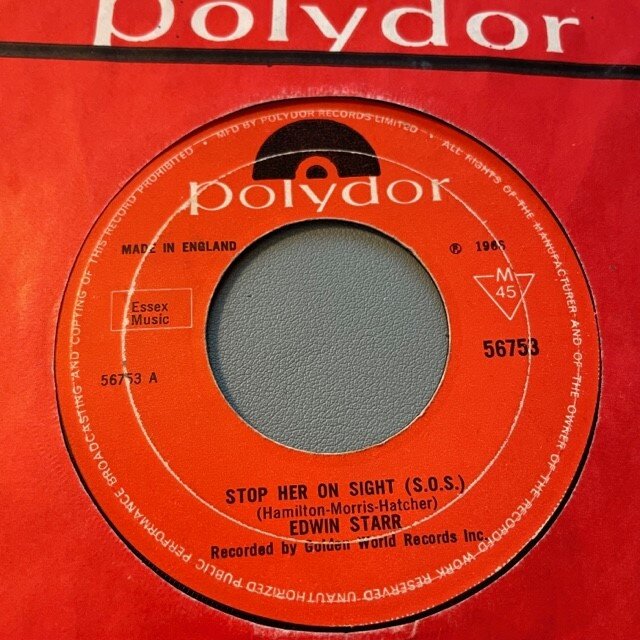 polydor
MFD BY POLYDOR RECORDS LIMITED • ALL RIGHTS OF THE MANUFACTURER AND OF THE OWNER OF THE RECORDED WORK RESERVED UNAUTHORIZED PUBLIC PERFORMANCE BROADCASTING AND COPYING OF THIS RECORD PROHIBITED •
polydor
MADE IN ENGLAND
℗ 1966
M
45
Essex
Music
56753
56753 A
STOP HER ON SIGHT (S.O.S.)
(Hamilton-Morris-Hatcher)
EDWIN STARR
Recorded by Golden World Records Inc.